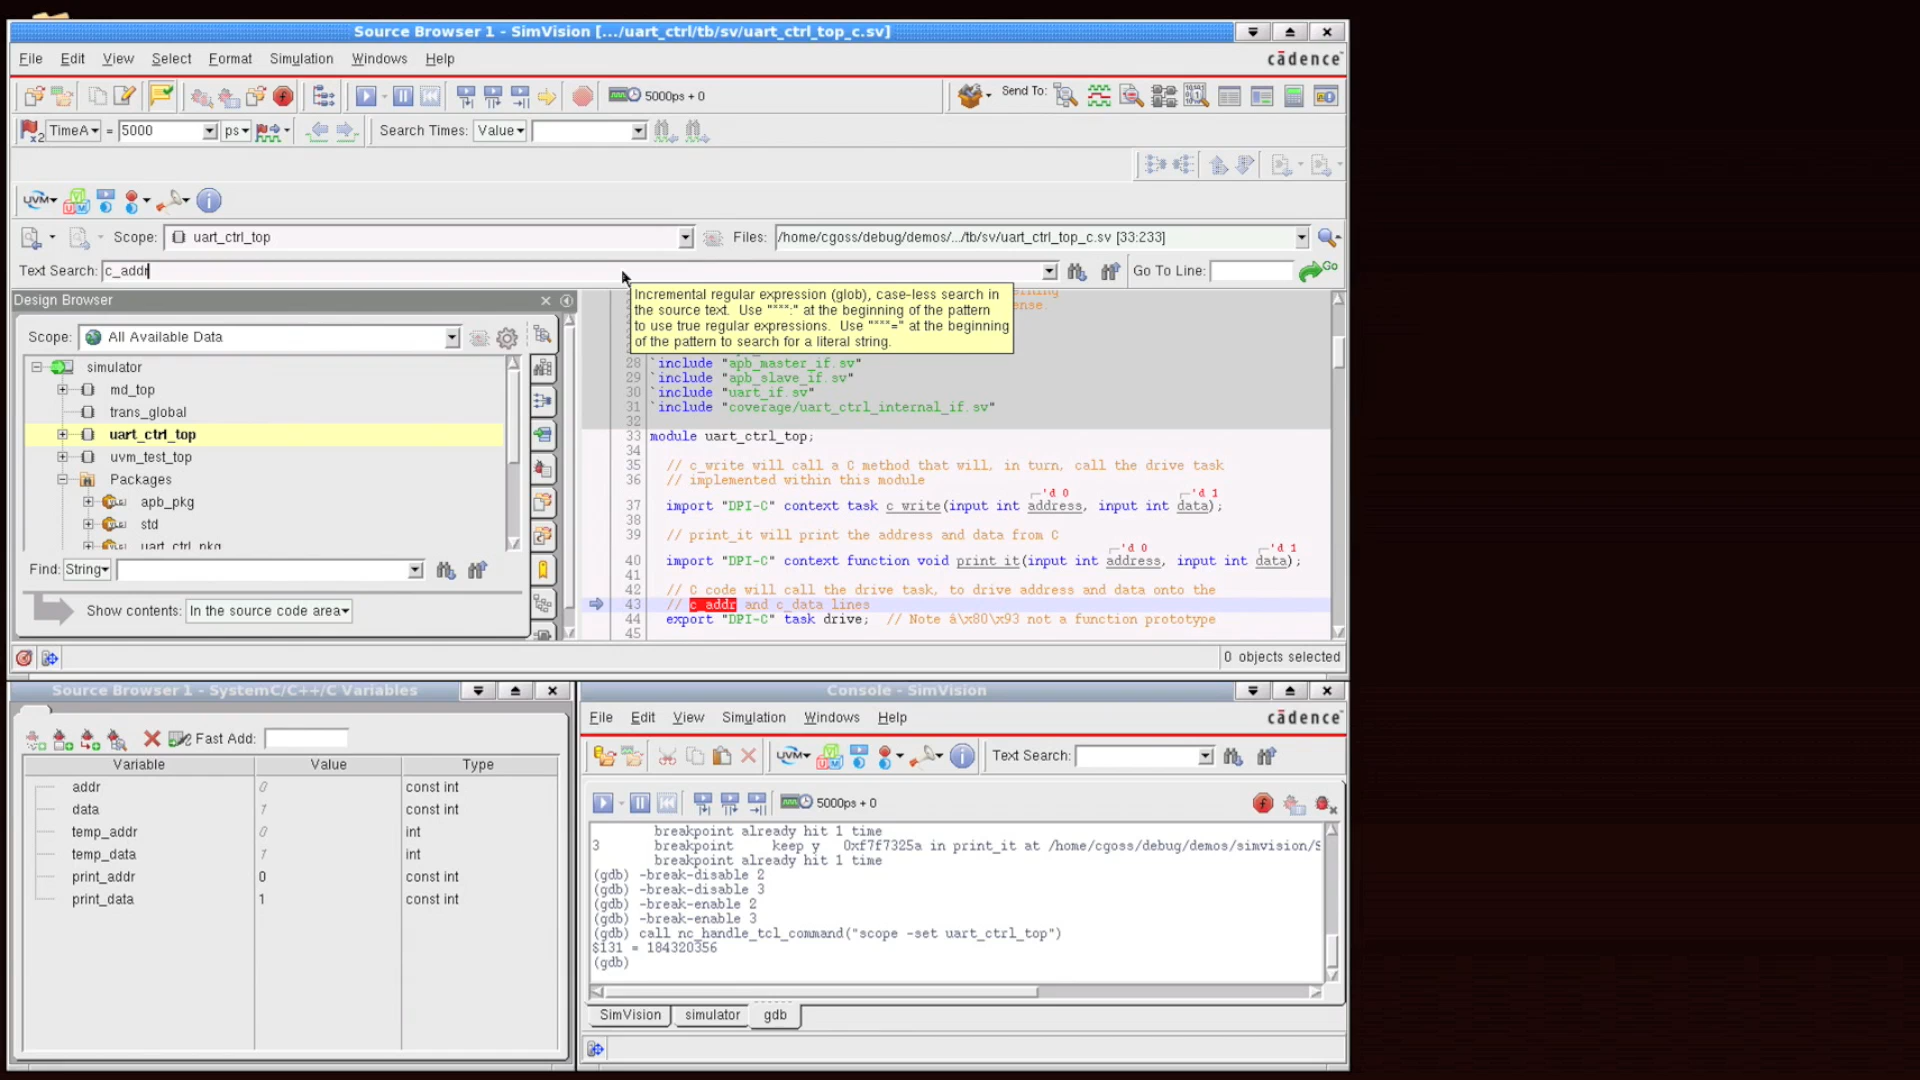 Source Browser 1 - SimVision [.../uart_ctrl/tb/sv/uart_ctrl_top_c.sv]
File Edit View Select Format Simulation Windows Help
cādence
5000ps + 0
Send To:
TimeA = 5000 ps
Search Times: Value
UVM
Scope: uart_ctrl_top
Files: /home/cgoss/debug/demos/.../tb/sv/uart_ctrl_top_c.sv [33:233]
Text Search: c_addr
Go To Line:
Go
Incremental regular expression (glob), case-less search in
the source text. Use "***:" at the beginning of the pattern
to use true regular expressions. Use "***=" at the beginning
of the pattern to search for a literal string.
Design Browser
Scope: All Available Data
simulator
md_top
trans_global
uart_ctrl_top
uvm_test_top
Packages
apb_pkg
std
uart_ctrl_pkg
Find: String
Show contents: In the source code area
28 `include "apb_master_if.sv"
29 `include "apb_slave_if.sv"
30 `include "uart_if.sv"
31 `include "coverage/uart_ctrl_internal_if.sv"
32
33 module uart_ctrl_top;
34
35 // c_write will call a C method that will, in turn, call the drive task
36 // implemented within this module
'd 0 'd 1
37 import "DPI-C" context task c_write(input int address, input int data);
38
39 // print_it will print the address and data from C
'd 0 'd 1
40 import "DPI-C" context function void print_it(input int address, input int data);
41
42 // C code will call the drive task, to drive address and data onto the
43 // c_addr and c_data lines
44 export "DPI-C" task drive; // Note â\x80\x93 not a function prototype
45
0 objects selected
Source Browser 1 - SystemC/C++/C Variables
Fast Add:
Variable Value Type
addr 0 const int
data 1 const int
temp_addr 0 int
temp_data 1 int
print_addr 0 const int
print_data 1 const int
Console - SimVision
File Edit View Simulation Windows Help
cādence
UVM
Text Search:
5000ps + 0
breakpoint already hit 1 time
3 breakpoint keep y 0xf7f7325a in print_it at /home/cgoss/debug/demos/simvision/S
breakpoint already hit 1 time
(gdb) -break-disable 2
(gdb) -break-disable 3
(gdb) -break-enable 2
(gdb) -break-enable 3
(gdb) call nc_handle_tcl_command("scope -set uart_ctrl_top")
$131 = 184320356
(gdb)
SimVision simulator gdb